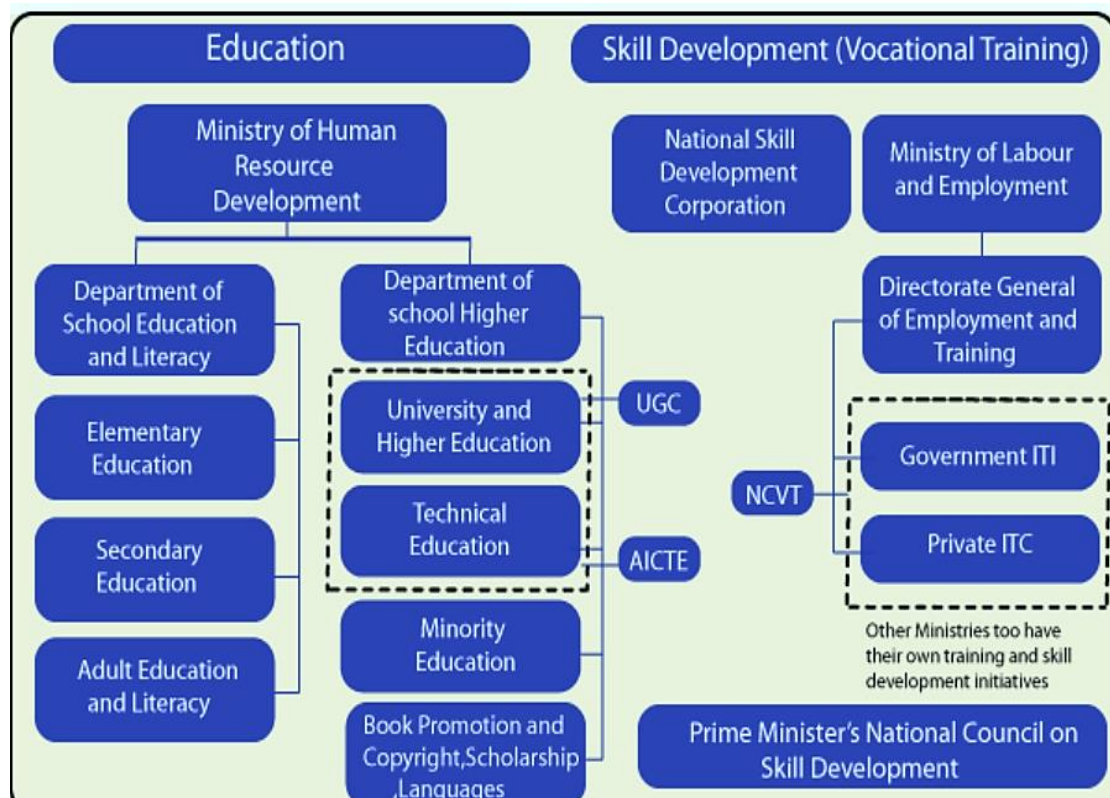 Education
Skill Development (Vocational Training)
Ministry of Human
Resource
Development
National Skill
Development
Corporation
Ministry of Labour
and Employment
Department of
School Education
and Literacy
Department of
school Higher
Education
Directorate General
of Employment and
Training
Elementary
Education
University and
Higher Education
UGC
Government ITI
NCVT
Secondary
Education
Technical
Education
AICTE
Private ITC
Adult Education
and Literacy
Minority
Education
Other Ministries too have
their own training and skill
development initiatives
Book Promotion and
Copyright,Scholarship
,Languages
Prime Minister's National Council on
Skill Development